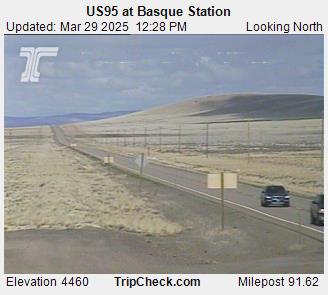 US95 at Basque Station
Updated: Mar 29 2025 12:28 PM Looking North
Elevation 4460 TripCheck.com Milepost 91.62